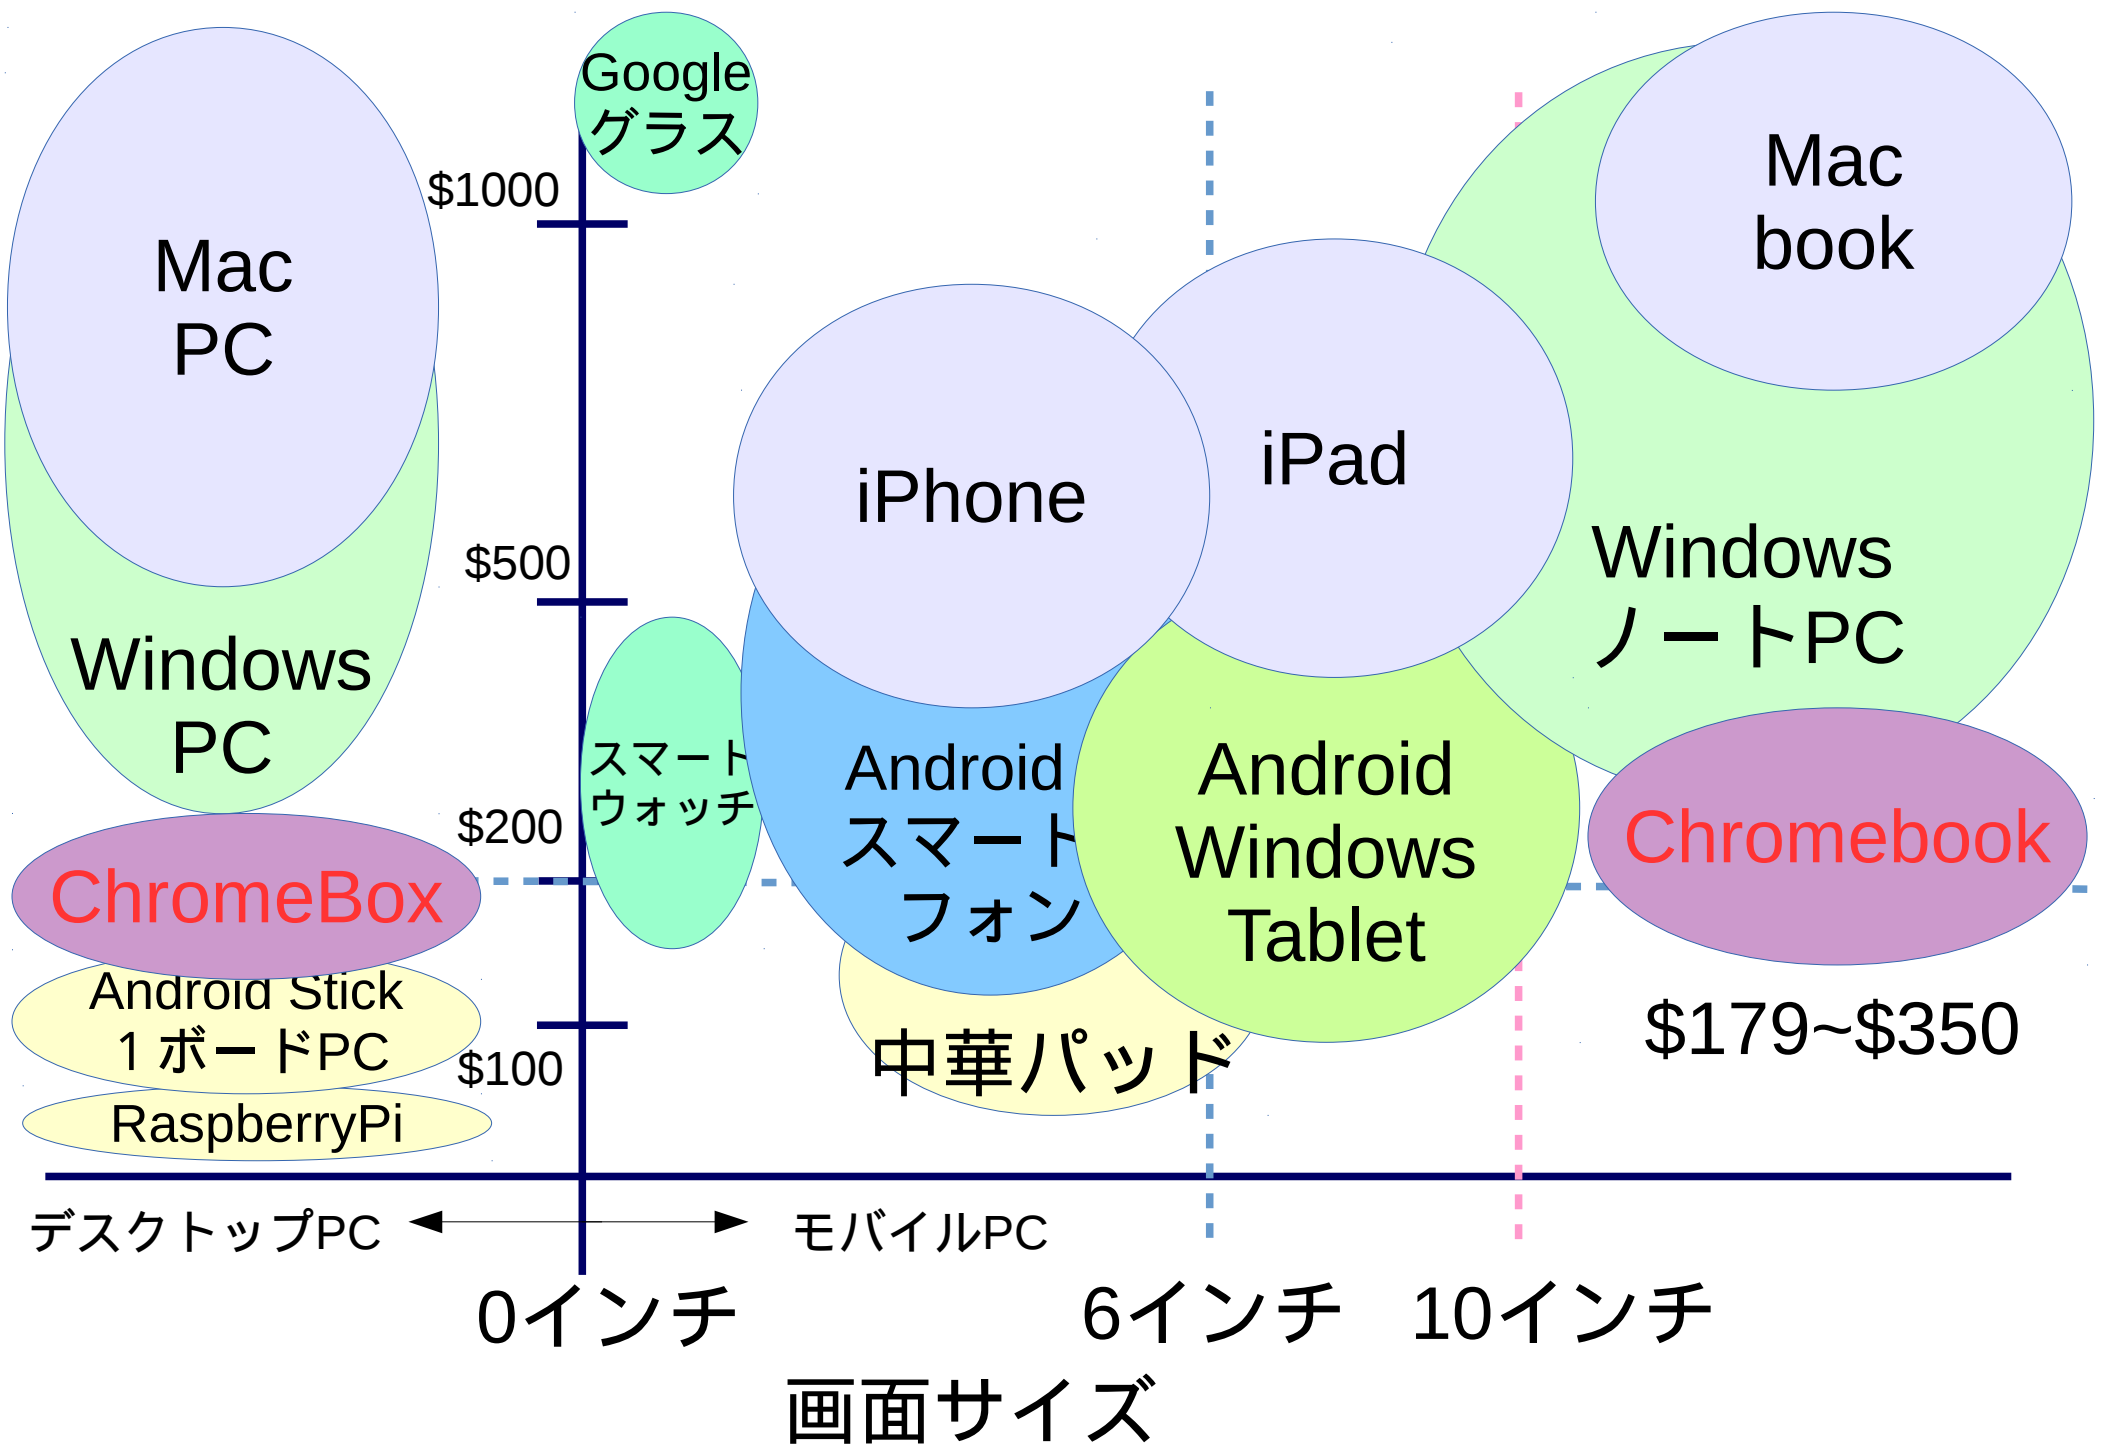 Google
グラス
$1000
Mac
PC
Mac
book
iPhone
iPad
$500
Windows
ノートPC
Windows
PC
スマート
ウォッチ
Android
スマート
フォン
Android
Windows
Tablet
$200
ChromeBox
Chromebook
$179~$350
Android Stick
１ボードPC
中華パッド
$100
RaspberryPi
デスクトップPC
モバイルPC
0インチ
6インチ
10インチ
画面サイズ